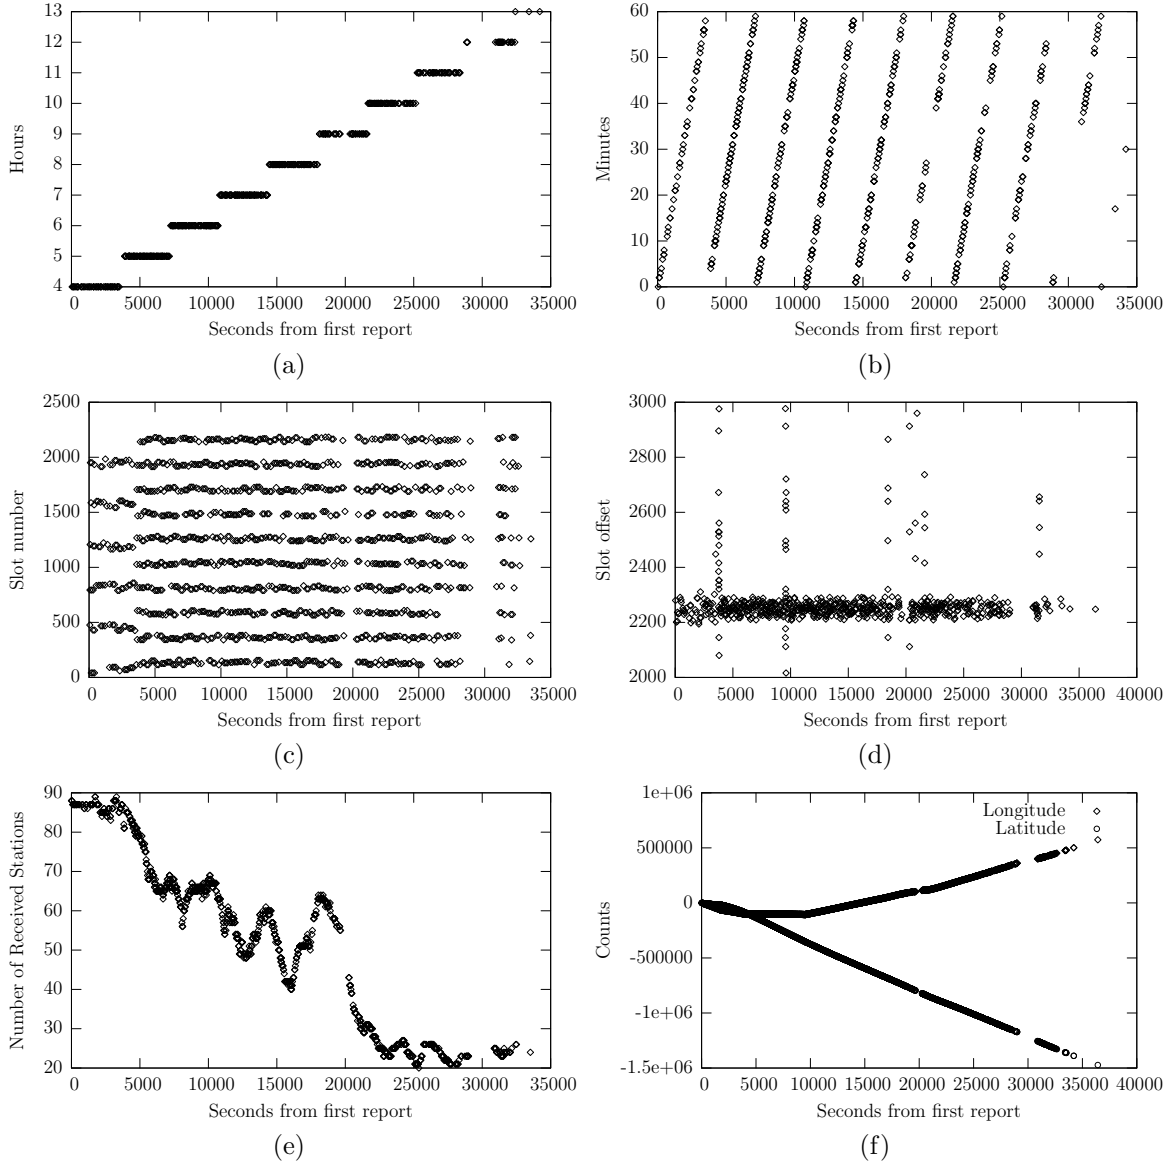 13
12
11
10
9
8
7
6
5
4
Hours
0 5000 10000 15000 20000 25000 30000 35000
Seconds from first report
(a)
60
50
40
30
20
10
0
Minutes
0 5000 10000 15000 20000 25000 30000 35000
Seconds from first report
(b)
2500
2000
1500
1000
500
0
Slot number
0 5000 10000 15000 20000 25000 30000 35000
Seconds from first report
(c)
3000
2800
2600
2400
2200
2000
Slot offset
0 5000 10000 15000 20000 25000 30000 35000 40000
Seconds from first report
(d)
90
80
70
60
50
40
30
20
Number of Received Stations
0 5000 10000 15000 20000 25000 30000 35000
Seconds from first report
(e)
1e+06
500000
0
-500000
-1e+06
-1.5e+06
Counts
Longitude
Latitude
0 5000 10000 15000 20000 25000 30000 35000 40000
Seconds from first report
(f)